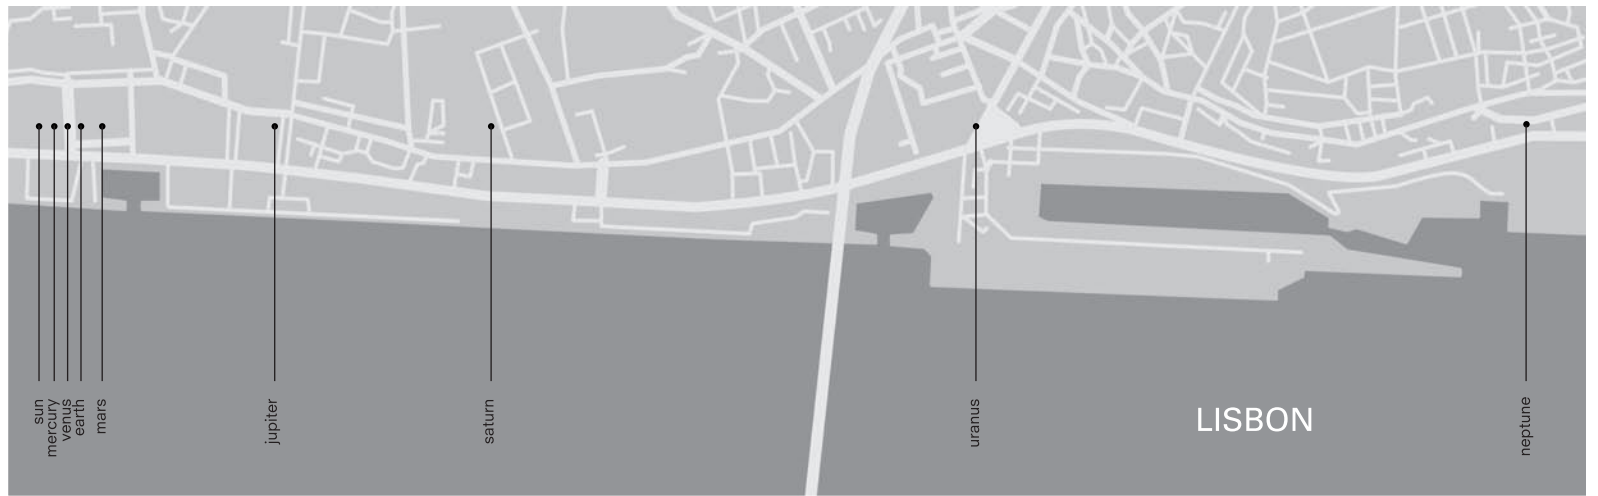 sun
mercury
venus
earth
mars
jupiter
saturn
uranus
LISBON
neptune